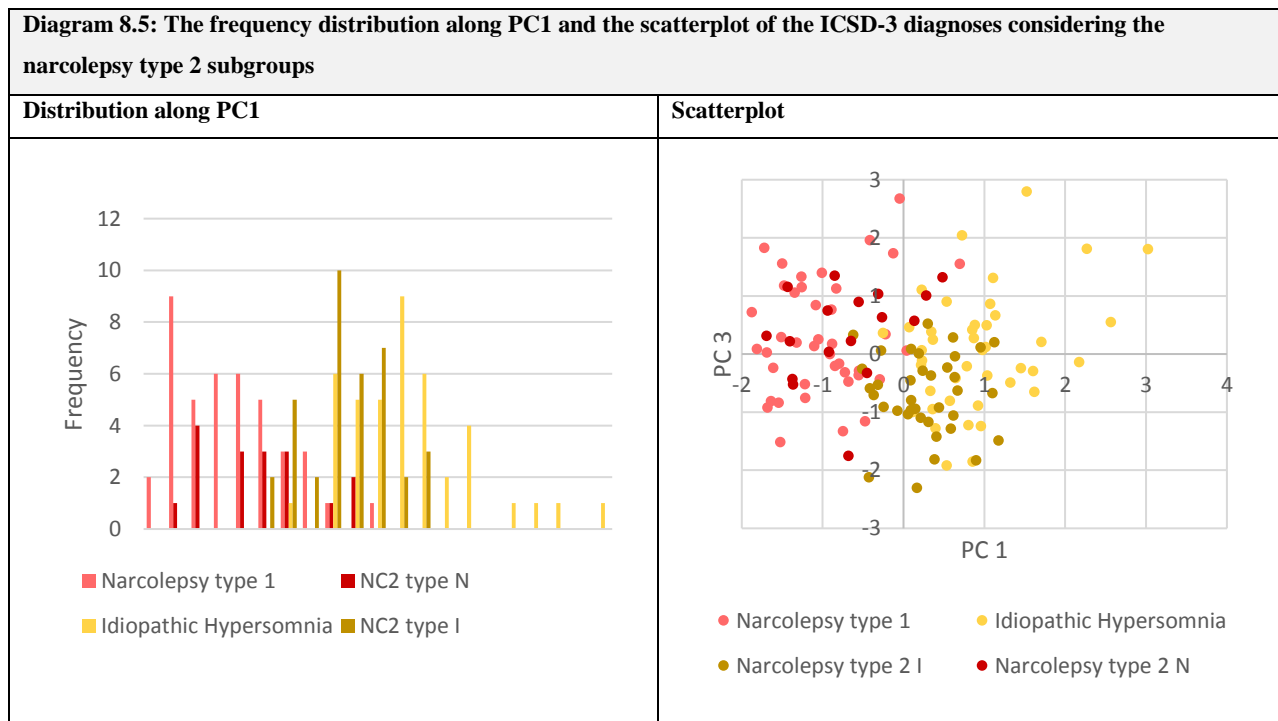 Diagram 8.5: The frequency distribution along PC1 and the scatterplot of the ICSD-3 diagnoses considering the
narcolepsy type 2 subgroups
Distribution along PC1
Scatterplot
12
10
8
6
4
2
0
Frequency
Narcolepsy type 1
NC2 type N
Idiopathic Hypersomnia
NC2 type I
3
2
1
0
-1
-2
-3
-2
-1
0
1
2
3
4
PC 3
PC 1
Narcolepsy type 1
Idiopathic Hypersomnia
Narcolepsy type 2 I
Narcolepsy type 2 N